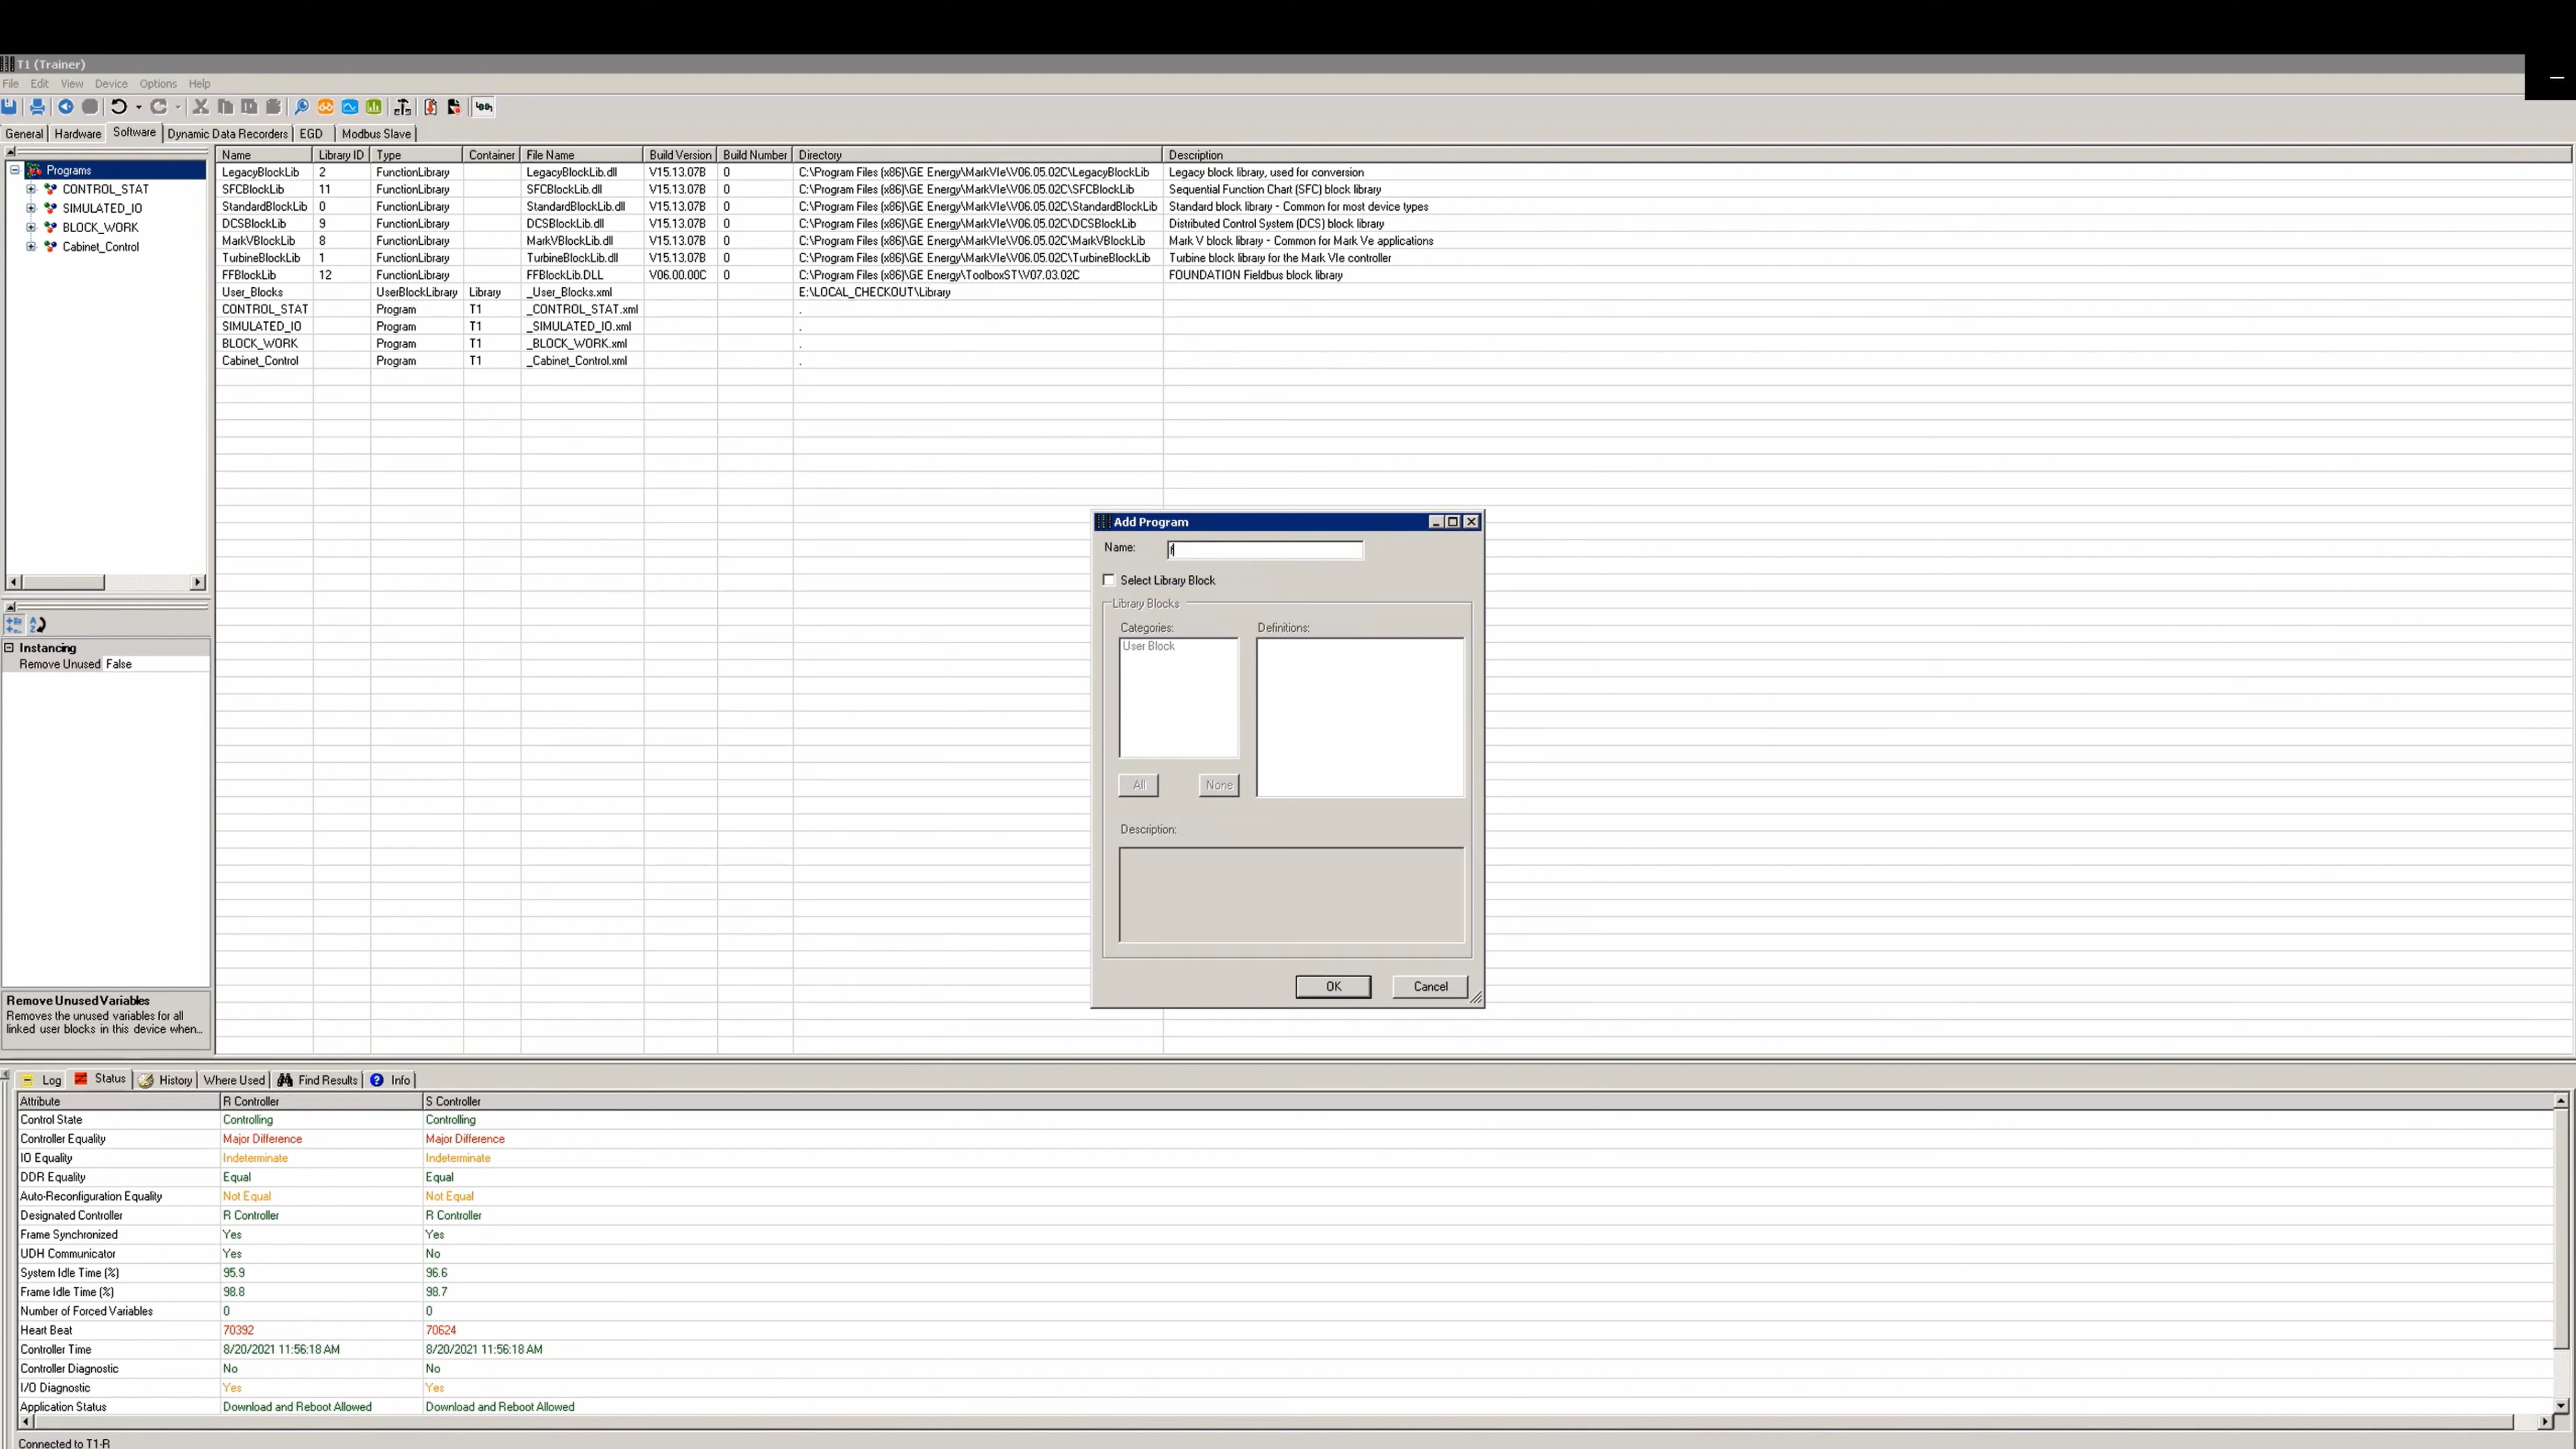 T1 (Trainer)
File Edit View Device Options Help
General Hardware Software Dynamic Data Recorders EGD Modbus Slave
Programs
CONTROL_STAT
SIMULATED_IO
BLOCK_WORK
Cabinet_Control
Name Library ID Type Container File Name Build Version Build Number Directory Description
LegacyBlockLib 2 FunctionLibrary LegacyBlockLib.dll V15.13.07B 0 C:\Program Files (x86)\GE Energy\MarkVIe\V06.05.02C\LegacyBlockLib Legacy block library, used for conversion
SFCBlockLib 11 FunctionLibrary SFCBlockLib.dll V15.13.07B 0 C:\Program Files (x86)\GE Energy\MarkVIe\V06.05.02C\SFCBlockLib Sequential Function Chart (SFC) block library
StandardBlockLib 0 FunctionLibrary StandardBlockLib.dll V15.13.07B 0 C:\Program Files (x86)\GE Energy\MarkVIe\V06.05.02C\StandardBlockLib Standard block library - Common for most device types
DCSBlockLib 9 FunctionLibrary DCSBlockLib.dll V15.13.07B 0 C:\Program Files (x86)\GE Energy\MarkVIe\V06.05.02C\DCSBlockLib Distributed Control System (DCS) block library
MarkVBlockLib 8 FunctionLibrary MarkVBlockLib.dll V15.13.07B 0 C:\Program Files (x86)\GE Energy\MarkVIe\V06.05.02C\MarkVBlockLib Mark V block library - Common for Mark Ve applications
TurbineBlockLib 1 FunctionLibrary TurbineBlockLib.dll V15.13.07B 0 C:\Program Files (x86)\GE Energy\MarkVIe\V06.05.02C\TurbineBlockLib Turbine block library for the Mark VIe controller
FFBlockLib 12 FunctionLibrary FFBlockLib.DLL V06.00.00C 0 C:\Program Files (x86)\GE Energy\ToolboxST\V07.03.02C FOUNDATION Fieldbus block library
User_Blocks UserBlockLibrary Library _User_Blocks.xml E:\LOCAL_CHECKOUT\Library
CONTROL_STAT Program T1 _CONTROL_STAT.xml .
SIMULATED_IO Program T1 _SIMULATED_IO.xml .
BLOCK_WORK Program T1 _BLOCK_WORK.xml .
Cabinet_Control Program T1 _Cabinet_Control.xml .
Instancing
Remove Unused False
Remove Unused Variables
Removes the unused variables for all
linked user blocks in this device when...
Add Program
Name:
Select Library Block
Library Blocks
Categories: Definitions:
User Block
All None
Description:
OK Cancel
Log Status History Where Used Find Results Info
Attribute R Controller S Controller
Control State Controlling Controlling
Controller Equality Major Difference Major Difference
IO Equality Indeterminate Indeterminate
DDR Equality Equal Equal
Auto-Reconfiguration Equality Not Equal Not Equal
Designated Controller R Controller R Controller
Frame Synchronized Yes Yes
UDH Communicator Yes No
System Idle Time (%) 95.9 96.6
Frame Idle Time (%) 98.8 98.7
Number of Forced Variables 0 0
Heart Beat 70392 70624
Controller Time 8/20/2021 11:56:18 AM 8/20/2021 11:56:18 AM
Controller Diagnostic No No
I/O Diagnostic Yes Yes
Application Status Download and Reboot Allowed Download and Reboot Allowed
Connected to T1-R